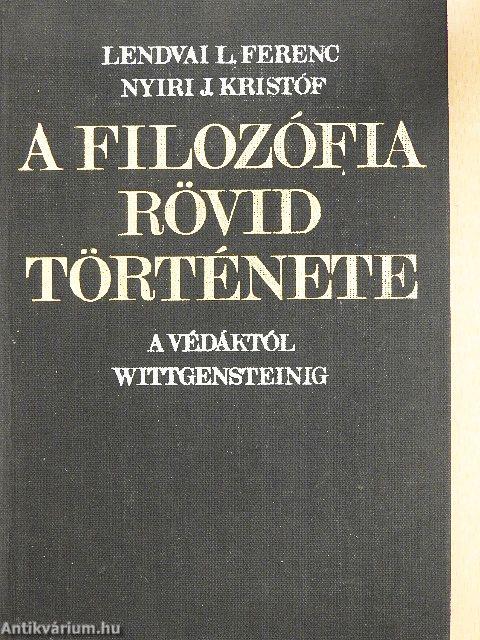 LENDVAI L. FERENC
NYIRI J. KRISTÓF
A FILOZÓFIA
RÖVID
TÖRTÉNETE
A VÉDÁKTÓL
WITTGENSTEINIG
Antikvárium.hu